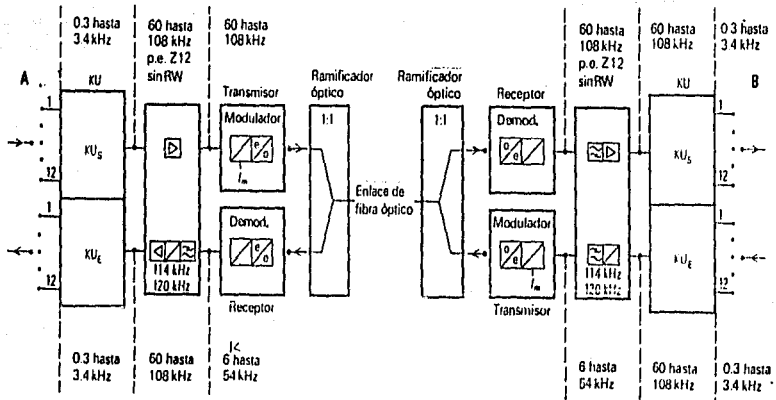 0.3 hasta
3.4 kHz
60 hasta
108 kHz
p.e. Z12
sin RW
60 hasta
108 kHz
60 hasta
108 kHz
p.e. Z12
sin RW
60 hasta
108 kHz
0.3 hasta
3.4 kHz
A
KU
Transmisor
Ramificador
óptico
Ramificador
óptico
Receptor
KU
B
1
12
KUS
Modulador
e
o
Im
1:1
1:1
Demod.
o
e
KUS
1
12
Enlace de
fibra óptico
1
12
KUE
114 kHz
120 kHz
Demod.
e
o
Receptor
Modulador
o
e
Im
Transmisor
114 kHz
120 kHz
KUE
1
12
0.3 hasta
3.4 kHz
60 hasta
108 kHz
6 hasta
54 kHz
6 hasta
54 kHz
60 hasta
108 kHz
0.3 hasta
3.4 kHz